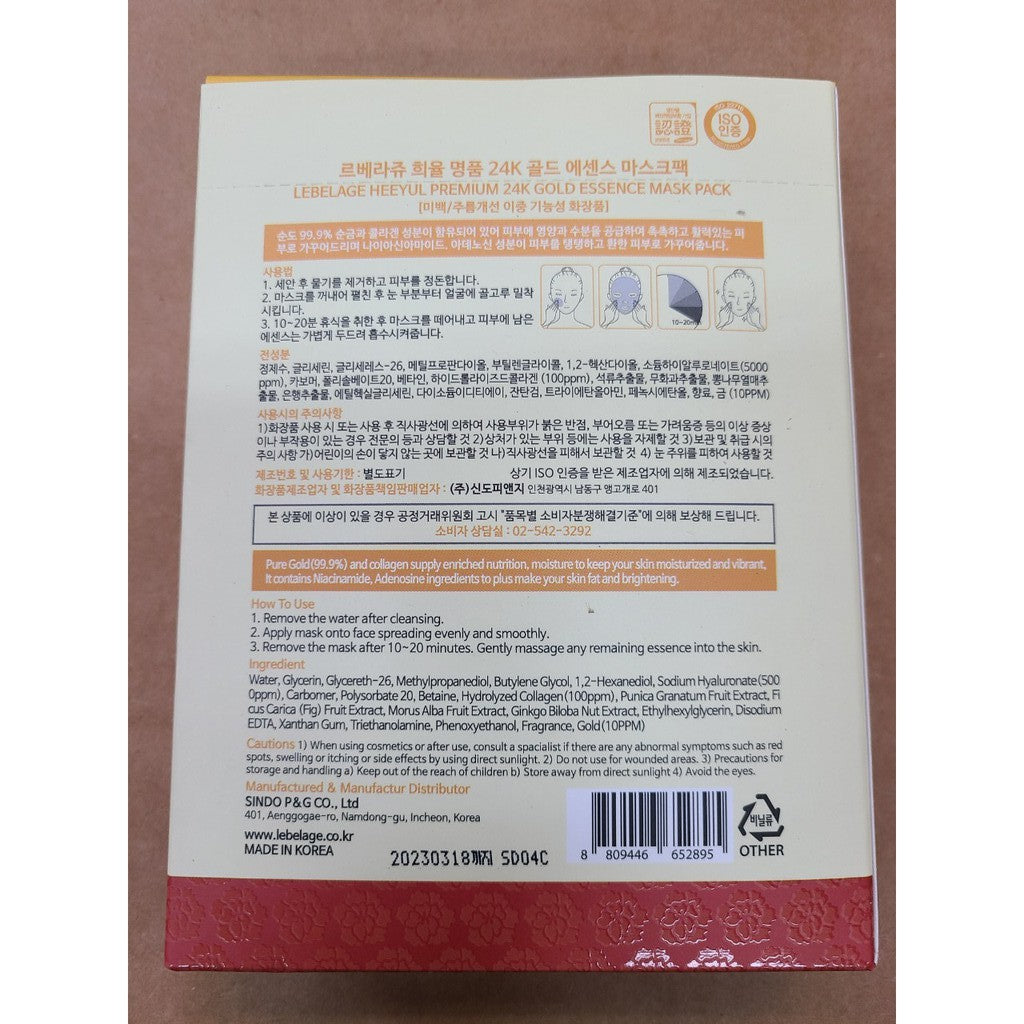 ISO 22716
ISO
인증
르베라쥬 희율 명품 24K 골드 에센스 마스크팩
LEBELAGE HEEYUL PREMIUM 24K GOLD ESSENCE MASK PACK
[미백/주름개선 이중 기능성 화장품]
순도 99.9% 순금과 콜라겐 성분이 함유되어 있어 피부에 영양과 수분을 공급하여 촉촉하고 활력있는 피
부로 가꾸어드리며 나이아신아마이드, 아데노신 성분이 피부를 탱탱하고 환한 피부로 가꾸어줍니다.
사용법
1. 세안 후 물기를 제거하고 피부를 정돈합니다.
2. 마스크를 꺼내어 펼친 후 눈 부분부터 얼굴에 골고루 밀착
시킵니다.
3. 10~20분 휴식을 취한 후 마스크를 떼어내고 피부에 남은
에센스는 가볍게 두드려 흡수시켜줍니다.
10~20m
전성분
정제수, 글리세린, 글리세레스-26, 메틸프로판다이올, 부틸렌글라이콜, 1,2-헥산다이올, 소듐하이알루로네이트(5000
ppm), 카보머, 폴리솔베이트20, 베타인, 하이드롤라이즈드콜라겐 (100ppm), 석류추출물, 무화과추출물, 뽕나무열매추
출물, 은행추출물, 에틸헥실글리세린, 다이소듐이디티에이, 잔탄검, 트라이에탄올아민, 페녹시에탄올, 향료, 금 (10PPM)
사용시의 주의사항
1)화장품 사용 시 또는 사용 후 직사광선에 의하여 사용부위가 붉은 반점, 부어오름 또는 가려움증 등의 이상 증상
이나 부작용이 있는 경우 전문의 등과 상담할 것 2)상처가 있는 부위 등에는 사용을 자제할 것 3)보관 및 취급 시의
주의 사항 가)어린이의 손이 닿지 않는 곳에 보관할 것 나)직사광선을 피해서 보관할 것 4) 눈 주위를 피하여 사용할 것
제조번호 및 사용기한 : 별도표기 상기 ISO 인증을 받은 제조업자에 의해 제조되었습니다.
화장품제조업자 및 화장품책임판매업자 : (주)신도피앤지 인천광역시 남동구 앵고개로 401
본 상품에 이상이 있을 경우 공정거래위원회 고시 "품목별 소비자분쟁해결기준"에 의해 보상해 드립니다.
소비자 상담실 : 02-542-3292
Pure Gold(99.9%) and collagen supply enriched nutrition, moisture to keep your skin moisturized and vibrant,
It contains Niacinamide, Adenosine ingredients to plus make your skin fat and brightening.
How To Use
1. Remove the water after cleansing.
2. Apply mask onto face spreading evenly and smoothly.
3. Remove the mask after 10~20 minutes. Gently massage any remaining essence into the skin.
Ingredient
Water, Glycerin, Glycereth-26, Methylpropanediol, Butylene Glycol, 1,2-Hexanediol, Sodium Hyaluronate(500
0ppm), Carbomer, Polysorbate 20, Betaine, Hydrolyzed Collagen(100ppm), Punica Granatum Fruit Extract, Fi
cus Carica (Fig) Fruit Extract, Morus Alba Fruit Extract, Ginkgo Biloba Nut Extract, Ethylhexylglycerin, Disodium
EDTA, Xanthan Gum, Triethanolamine, Phenoxyethanol, Fragrance, Gold(10PPM)
Cautions 1) When using cosmetics or after use, consult a spacialist if there are any abnormal symptoms such as red
spots, swelling or itching or side effects by using direct sunlight. 2) Do not use for wounded areas. 3) Precautions for
storage and handling a) Keep out of the reach of children b) Store away from direct sunlight 4) Avoid the eyes.
Manufactured & Manufactur Distributor
SINDO P&G CO., Ltd
401, Aenggogae-ro, Namdong-gu, Incheon, Korea
www.lebelage.co.kr
MADE IN KOREA
20230318까지 SD04C
8 809446 652895
비닐류
OTHER